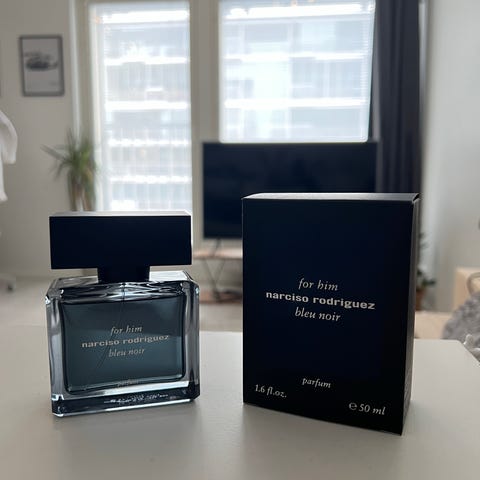 for him
narciso rodriguez
bleu noir
parfum
for him
narciso rodriguez
bleu noir
parfum
1.6 fl.oz.
℮ 50 ml